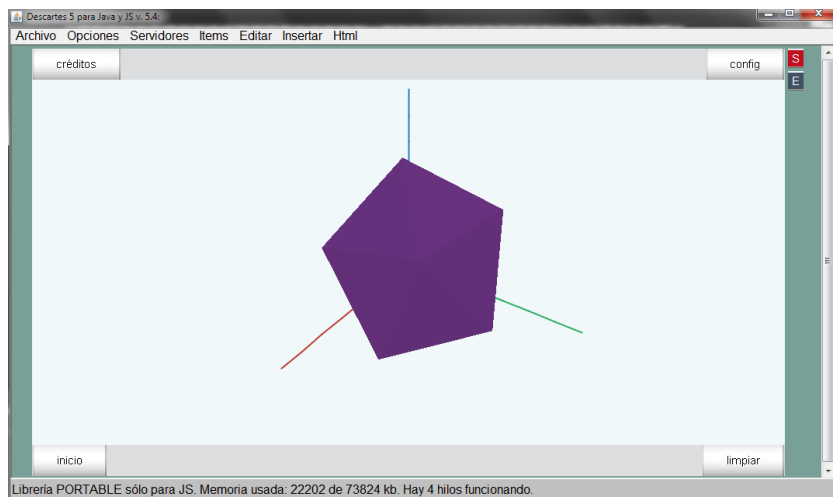 Descartes 5 para Java y JS v. 5.4:
Archivo Opciones Servidores Items Editar Insertar Html
créditos
config
S
E
inicio
limpiar
Librería PORTABLE sólo para JS. Memoria usada: 22202 de 73824 kb. Hay 4 hilos funcionando.